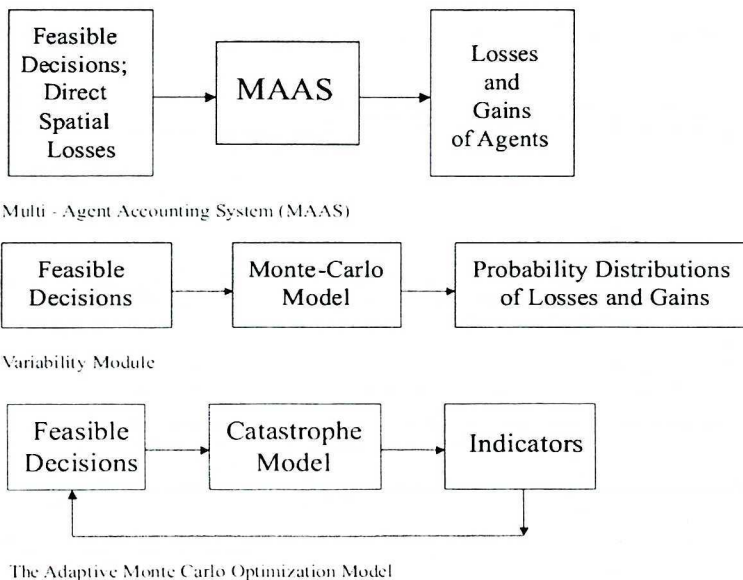 Feasible
Decisions;
Direct
Spatial
Losses
MAAS
Losses
and
Gains
of Agents
Multi - Agent Accounting System (MAAS)
Feasible
Decisions
Monte-Carlo
Model
Probability Distributions
of Losses and Gains
Variability Module
Feasible
Decisions
Catastrophe
Model
Indicators
The Adaptive Monte Carlo Optimization Model